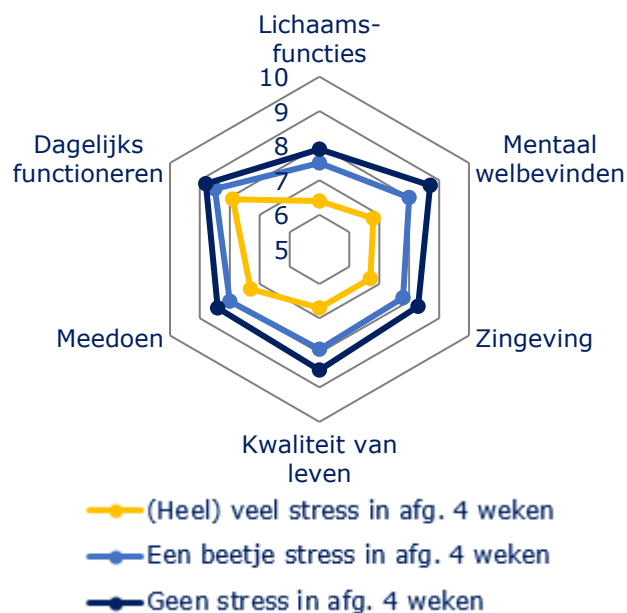 Lichaams-
functies
10
9
8
7
6
5
Mentaal
welbevinden
Zingeving
Kwaliteit van
leven
Meedoen
Dagelijks
functioneren
(Heel) veel stress in afg. 4 weken
Een beetje stress in afg. 4 weken
Geen stress in afg. 4 weken